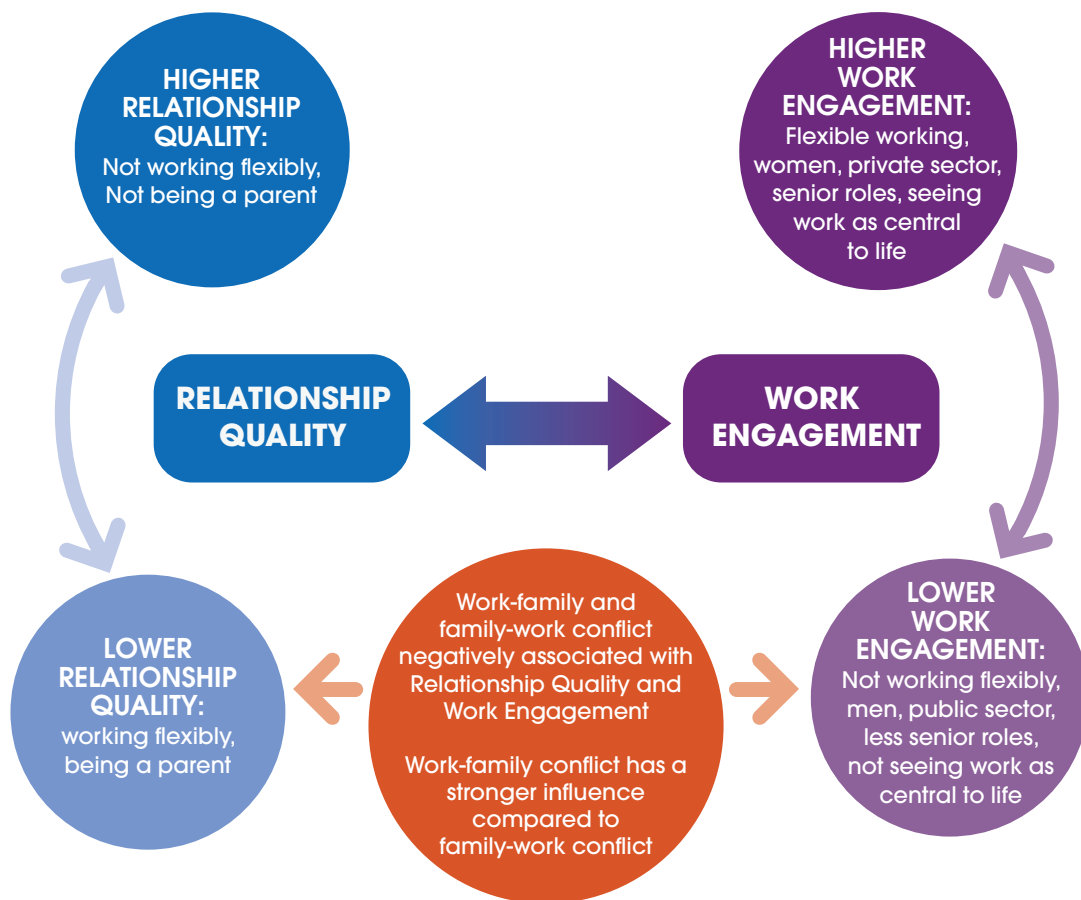 HIGHER
RELATIONSHIP
QUALITY:
Not working flexibly,
Not being a parent
HIGHER
WORK
ENGAGEMENT:
Flexible working,
women, private sector,
senior roles, seeing
work as central
to life
RELATIONSHIP
QUALITY
WORK
ENGAGEMENT
LOWER
RELATIONSHIP
QUALITY:
working flexibly,
being a parent
Work-family and
family-work conflict
negatively associated with
Relationship Quality and
Work Engagement
Work-family conflict has a
stronger influence
compared to
family-work conflict
LOWER
WORK
ENGAGEMENT:
Not working flexibly,
men, public sector,
less senior roles,
not seeing work as
central to life